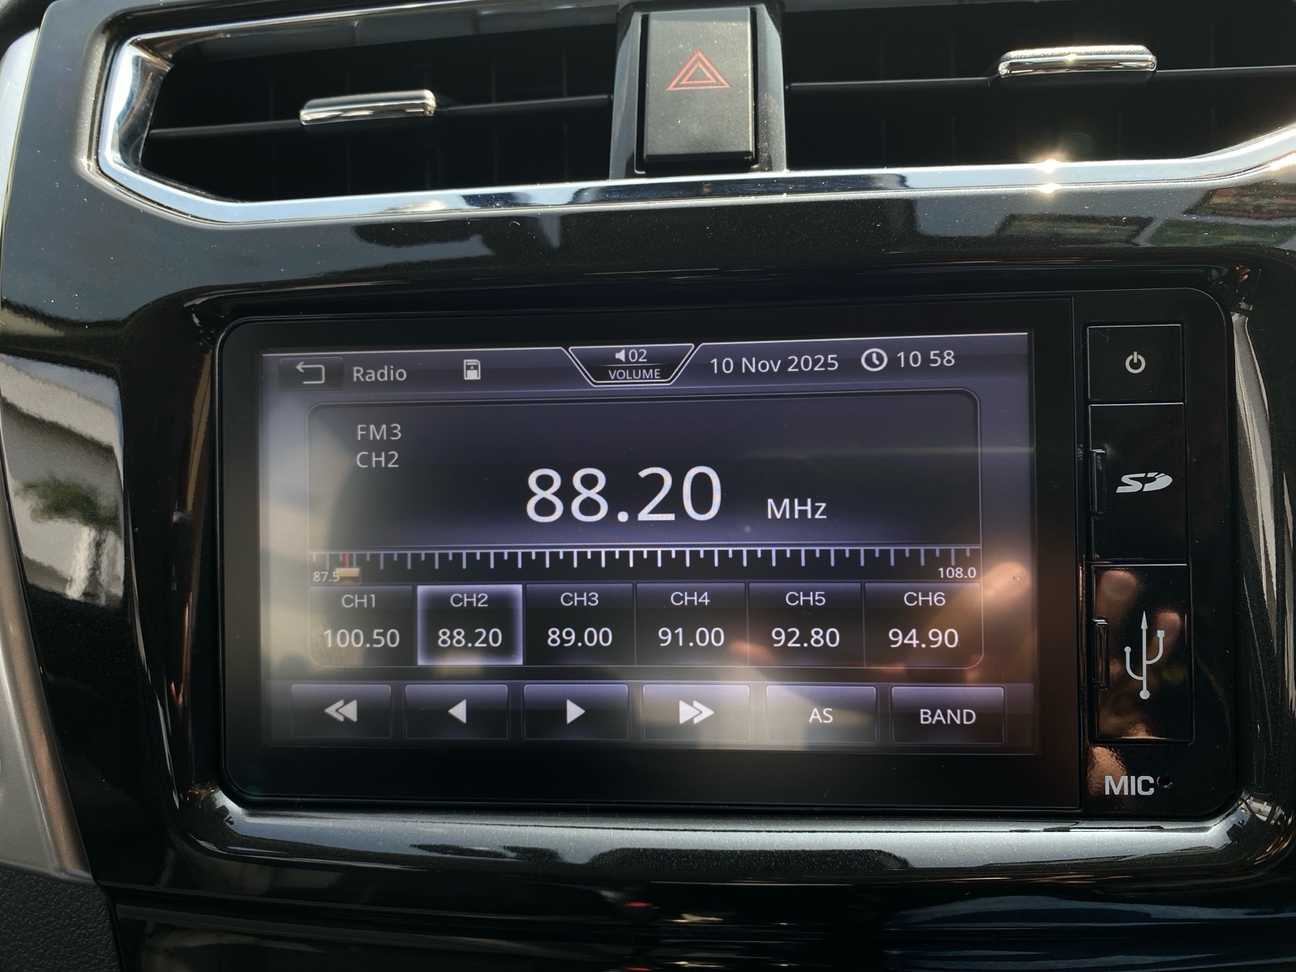 Radio
02
VOLUME
10 Nov 2025 10 58
FM3
CH2
88.20 MHz
87.5 108.0
CH1 CH2 CH3 CH4 CH5 CH6
100.50 88.20 89.00 91.00 92.80 94.90
AS BAND
SD
MIC